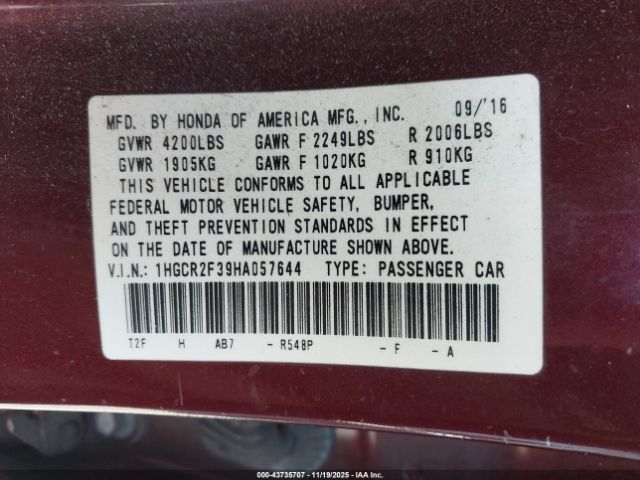 MFD. BY HONDA OF AMERICA MFG., INC. 09/'16
GVWR 4200LBS GAWR F 2249LBS R 2006LBS
GVWR 1905KG GAWR F 1020KG R 910KG
THIS VEHICLE CONFORMS TO ALL APPLICABLE
FEDERAL MOTOR VEHICLE SAFETY, BUMPER,
AND THEFT PREVENTION STANDARDS IN EFFECT
ON THE DATE OF MANUFACTURE SHOWN ABOVE.
V.I.N.: 1HGCR2F39HA057644 TYPE: PASSENGER CAR
T2F H AB7 - R548P - F - A
000-43735707 - 11/19/2025 - IAA Inc.